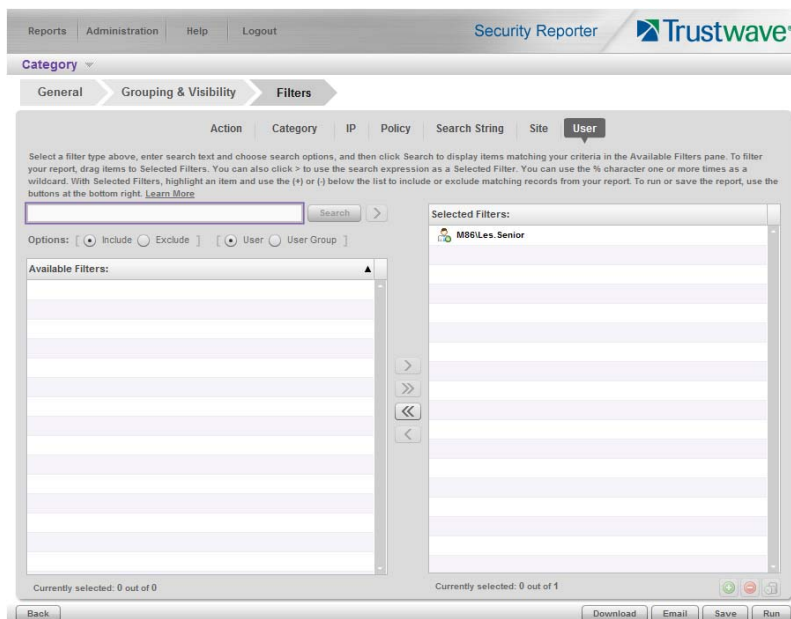 Reports Administration Help Logout Security Reporter Trustwave®
Category
General Grouping & Visibility Filters
Action Category IP Policy Search String Site User
Select a filter type above, enter search text and choose search options, and then click Search to display items matching your criteria in the Available Filters pane. To filter
your report, drag items to Selected Filters. You can also click > to use the search expression as a Selected Filter. You can use the % character one or more times as a
wildcard. With Selected Filters, highlight an item and use the (+) or (-) below the list to include or exclude matching records from your report. To run or save the report, use the
buttons at the bottom right. Learn More
Search >
Selected Filters:
Options: [ Include Exclude ] [ User User Group ]
M86\Les.Senior
Available Filters:
Currently selected: 0 out of 0
Currently selected: 0 out of 1
Back Download Email Save Run